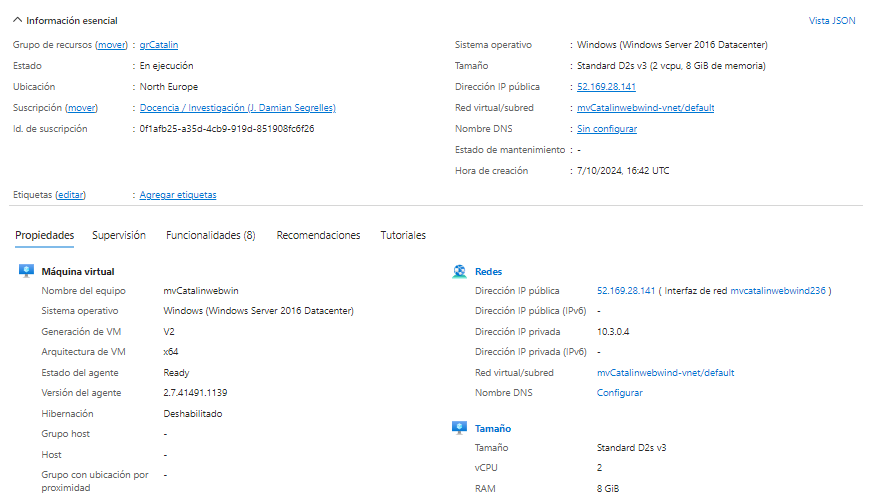 Información esencial
Vista JSON
Grupo de recursos (mover) : grCatalin
Estado : En ejecución
Ubicación : North Europe
Suscripción (mover) : Docencia / Investigación (J. Damian Segrelles)
Id. de suscripción : 0f1afb25-a35d-4cb9-919d-851908fc6f26
Sistema operativo : Windows (Windows Server 2016 Datacenter)
Tamaño : Standard D2s v3 (2 vcpu, 8 GiB de memoria)
Dirección IP pública : 52.169.28.141
Red virtual/subred : mvCatalinwebwind-vnet/default
Nombre DNS : Sin configurar
Estado de mantenimiento : -
Hora de creación : 7/10/2024, 16:42 UTC
Etiquetas (editar) : Agregar etiquetas
Propiedades Supervisión Funcionalidades (8) Recomendaciones Tutoriales
Máquina virtual
Nombre del equipo mvCatalinwebwin
Sistema operativo Windows (Windows Server 2016 Datacenter)
Generación de VM V2
Arquitectura de VM x64
Estado del agente Ready
Versión del agente 2.7.41491.1139
Hibernación Deshabilitado
Grupo host -
Host -
Grupo con ubicación por -
proximidad
Redes
Dirección IP pública 52.169.28.141 ( Interfaz de red mvcatalinwebwind236 )
Dirección IP pública (IPv6) -
Dirección IP privada 10.3.0.4
Dirección IP privada (IPv6) -
Red virtual/subred mvCatalinwebwind-vnet/default
Nombre DNS Configurar
Tamaño
Tamaño Standard D2s v3
vCPU 2
RAM 8 GiB